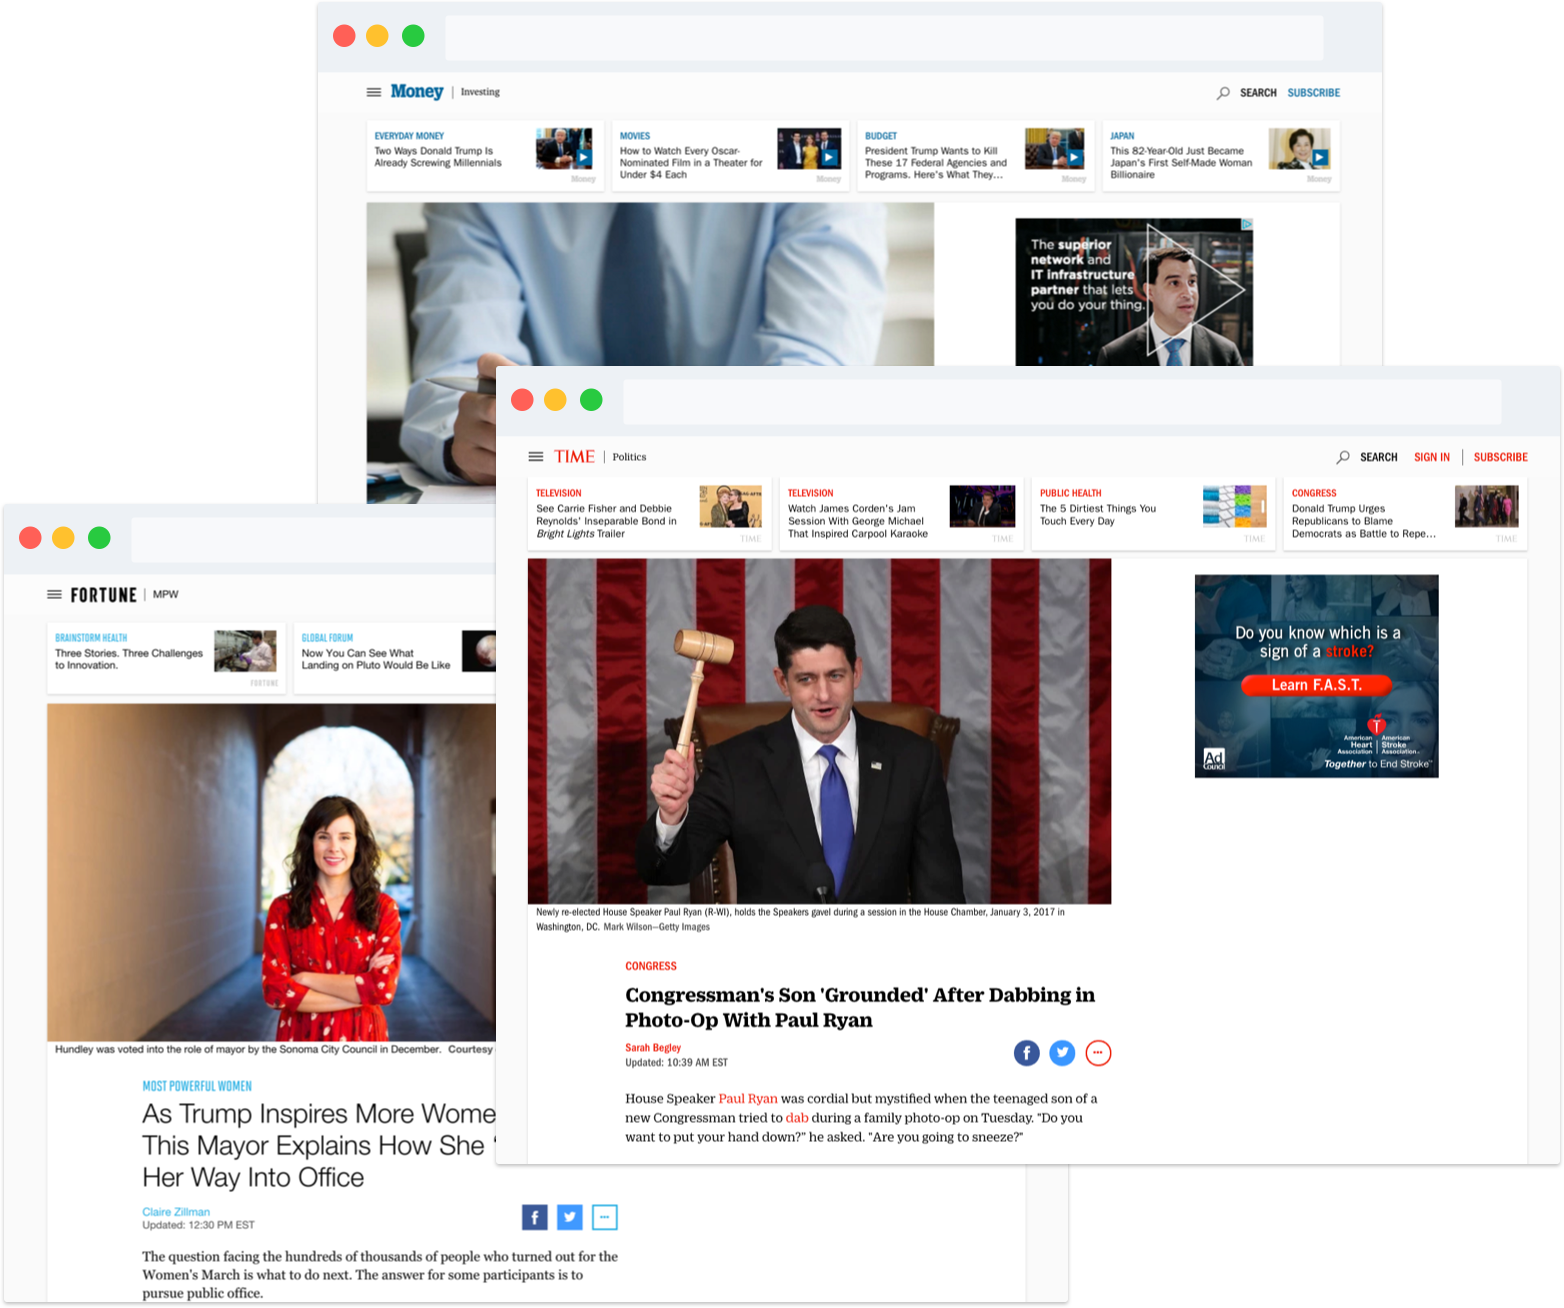 Money | Investing
SEARCH SUBSCRIBE
EVERYDAY MONEY
Two Ways Donald Trump Is
Already Screwing Millennials
Money
MOVIES
How to Watch Every Oscar-
Nominated Film in a Theater for
Under $4 Each
Money
BUDGET
President Trump Wants to Kill
These 17 Federal Agencies and
Programs. Here's What They...
Money
JAPAN
This 82-Year-Old Just Became
Japan's First Self-Made Woman
Billionaire
Money
The superior
network and
IT infrastructure
partner that lets
you do your thing.
TIME | Politics
SEARCH SIGN IN | SUBSCRIBE
TELEVISION
See Carrie Fisher and Debbie
Reynolds' Inseparable Bond in
Bright Lights Trailer
TIME
TELEVISION
Watch James Corden's Jam
Session With George Michael
That Inspired Carpool Karaoke
TIME
PUBLIC HEALTH
The 5 Dirtiest Things You
Touch Every Day
TIME
CONGRESS
Donald Trump Urges
Republicans to Blame
Democrats as Battle to Repe...
TIME
Do you know which is a
sign of a stroke?
Learn F.A.S.T.
American Heart Association
American Stroke Association
Together to End Stroke™
Ad Council
Newly re-elected House Speaker Paul Ryan (R-WI), holds the Speakers gavel during a session in the House Chamber, January 3, 2017 in
Washington, DC. Mark Wilson—Getty Images
CONGRESS
Congressman's Son 'Grounded' After Dabbing in
Photo-Op With Paul Ryan
Sarah Begley
Updated: 10:39 AM EST
House Speaker Paul Ryan was cordial but mystified when the teenaged son of a
new Congressman tried to dab during a family photo-op on Tuesday. "Do you
want to put your hand down?" he asked. "Are you going to sneeze?"
FORTUNE | MPW
BRAINSTORM HEALTH
Three Stories. Three Challenges
to Innovation.
FORTUNE
GLOBAL FORUM
Now You Can See What
Landing on Pluto Would Be Like
Hundley was voted into the role of mayor by the Sonoma City Council in December. Courtesy
MOST POWERFUL WOMEN
As Trump Inspires More Wome
This Mayor Explains How She '
Her Way Into Office
Claire Zillman
Updated: 12:30 PM EST
The question facing the hundreds of thousands of people who turned out for the
Women's March is what to do next. The answer for some participants is to
pursue public office.